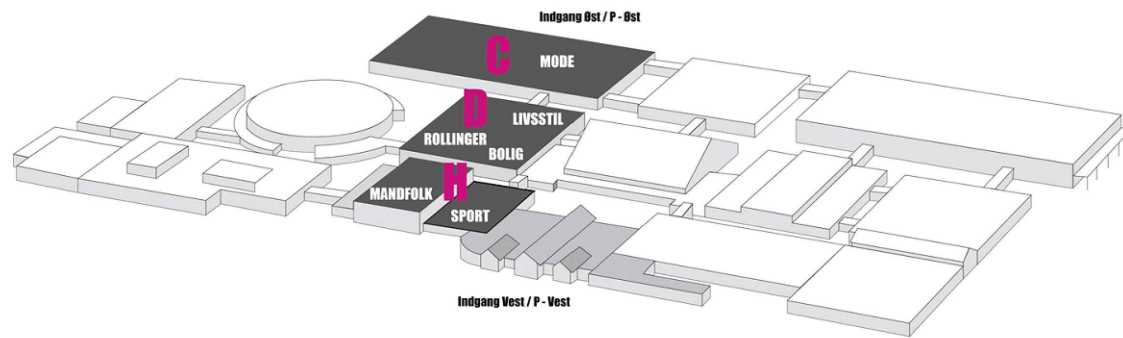 Indgang Øst / P - Øst
C
MODE
D
LIVSSTIL
ROLLINGER
BOLIG
H
MANDFOLK
SPORT
Indgang Vest / P - Vest